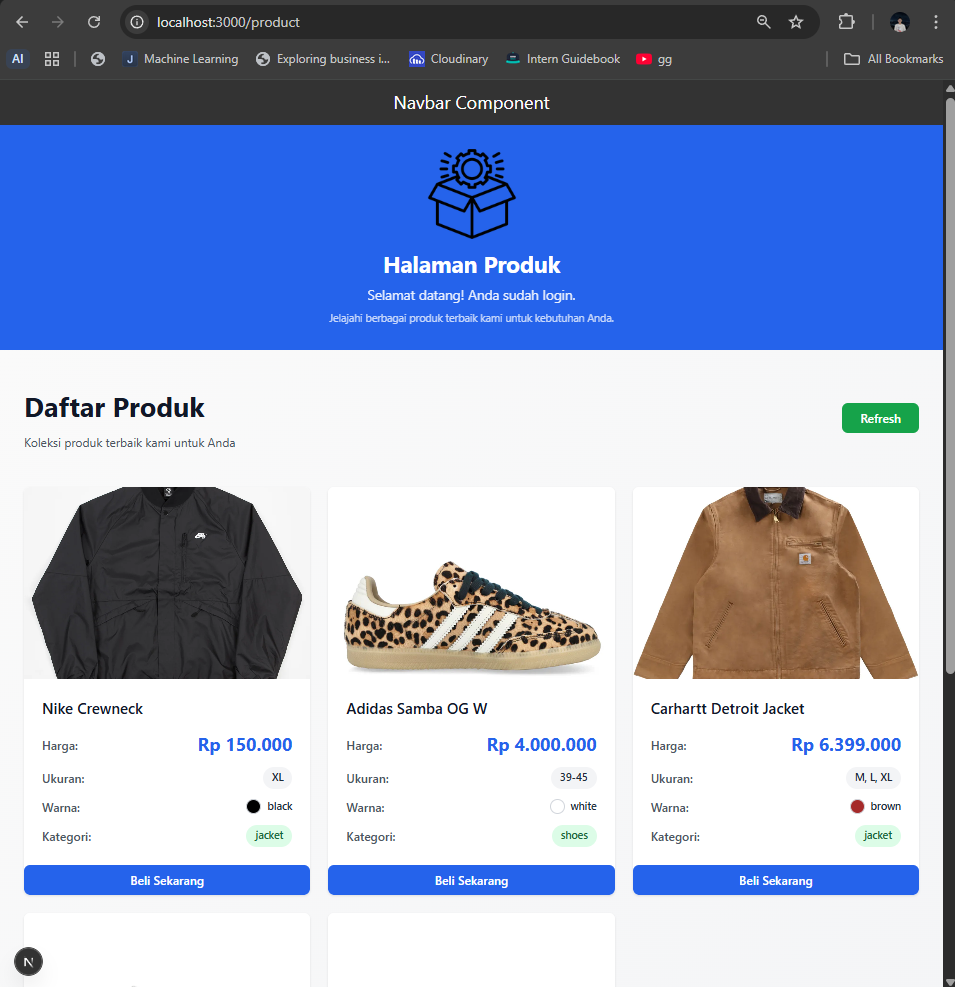 localhost:3000/product
AI
J Machine Learning
Exploring business i...
Cloudinary
Intern Guidebook
gg
All Bookmarks
Navbar Component
Halaman Produk
Selamat datang! Anda sudah login.
Jelajahi berbagai produk terbaik kami untuk kebutuhan Anda.
Daftar Produk
Koleksi produk terbaik kami untuk Anda
Refresh
Nike Crewneck
Harga: Rp 150.000
Ukuran: XL
Warna: black
Kategori: jacket
Beli Sekarang
Adidas Samba OG W
Harga: Rp 4.000.000
Ukuran: 39-45
Warna: white
Kategori: shoes
Beli Sekarang
Carhartt Detroit Jacket
Harga: Rp 6.399.000
Ukuran: M, L, XL
Warna: brown
Kategori: jacket
Beli Sekarang
N